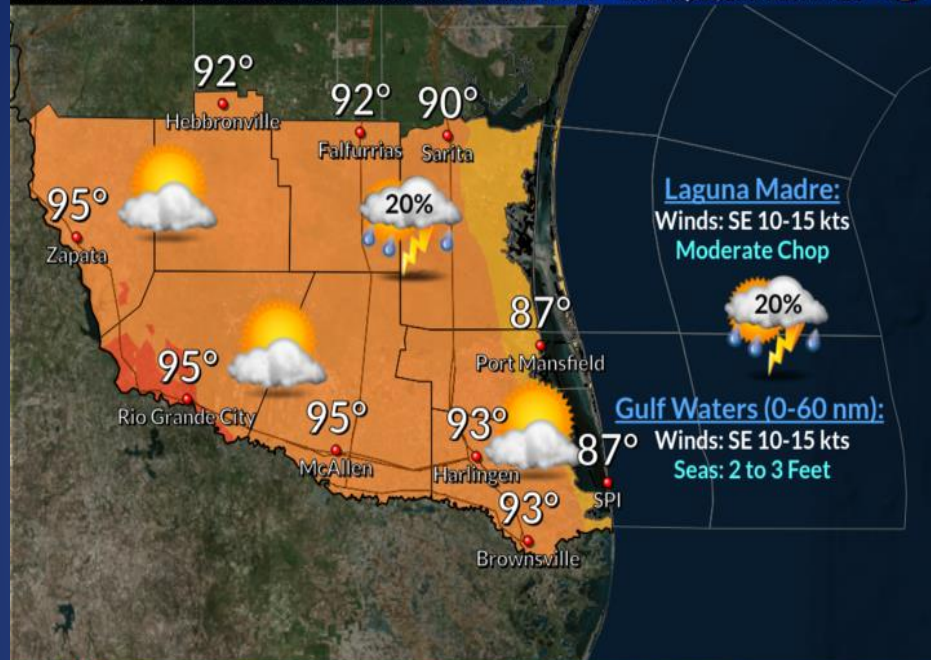 92°
Hebbronville
92°
Falfurrias
90°
Sarita
95°
Zapata
20%
Laguna Madre:
Winds: SE 10-15 kts
Moderate Chop
20%
87°
Port Mansfield
95°
Rio Grande City
95°
McAllen
93°
Harlingen
87°
SPI
93°
Brownsville
Gulf Waters (0-60 nm):
Winds: SE 10-15 kts
Seas: 2 to 3 Feet